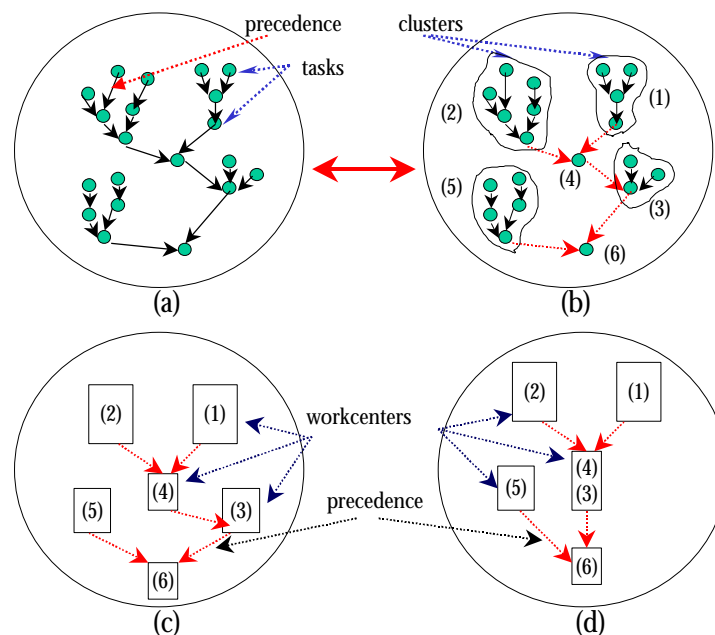 precedence
tasks
(a)
clusters
(2)
(1)
(4)
(5)
(3)
(6)
(b)
(2)
(1)
workcenters
(4)
(5)
(3)
precedence
(6)
(c)
(2)
(1)
(4)
(5)
(3)
(6)
(d)